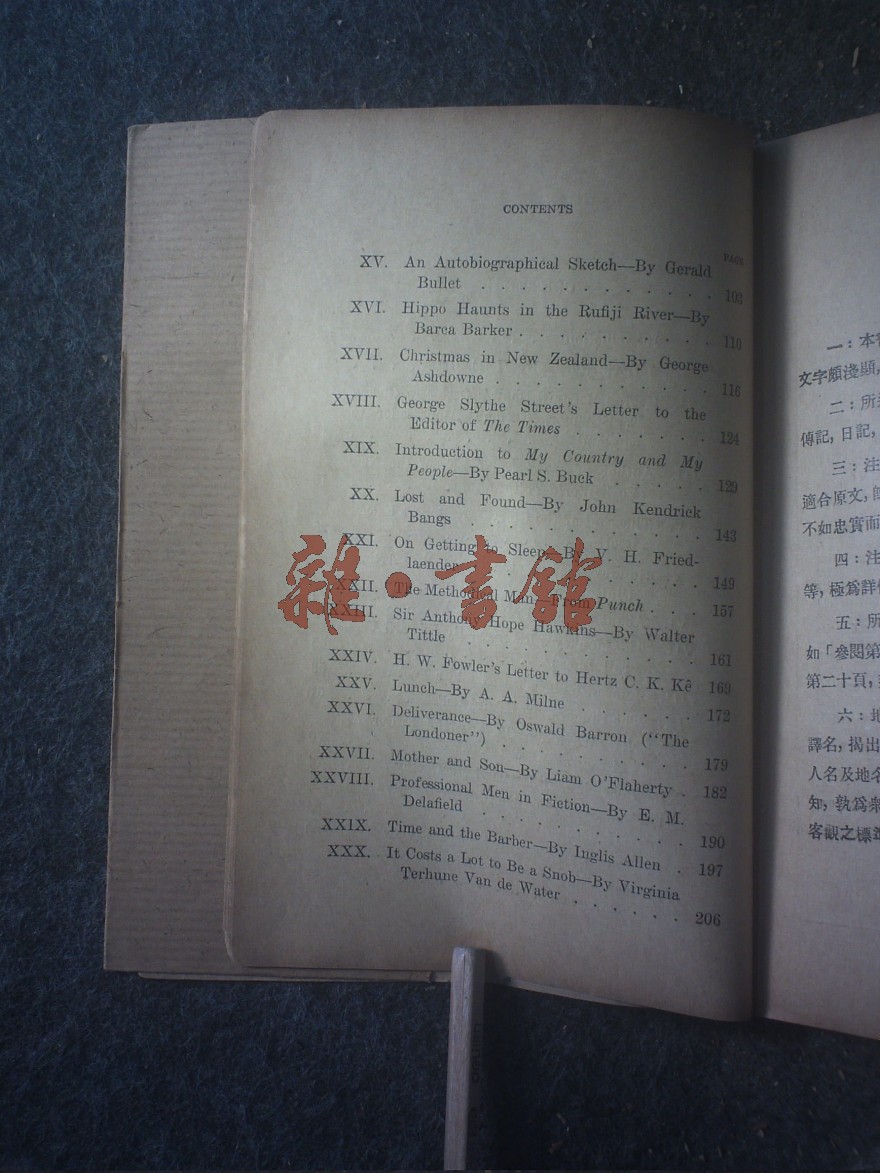 CONTENTS
PAGE
XV. An Autobiographical Sketch—By Gerald
Bullet . . . . . . . . . . . 103
XVI. Hippo Haunts in the Rufiji River—By
Barca Barker . . . . . . . . . 110
XVII. Christmas in New Zealand—By George
Ashdowne . . . . . . . . . . 116
XVIII. George Slythe Street's Letter to the
Editor of The Times . . . . . . 124
XIX. Introduction to My Country and My
People—By Pearl S. Buck . . . . . 129
XX. Lost and Found—By John Kendrick
Bangs . . . . . . . . . . . 143
XXI. On Getting to Sleep—By V. H. Fried-
laender . . . . . . . . . . 149
XXII. The Methodical Man—From Punch . . . 157
XXIII. Sir Anthony Hope Hawkins—By Walter
Tittle . . . . . . . . . . . 161
XXIV. H. W. Fowler's Letter to Hertz C. K. Kê 169
XXV. Lunch—By A. A. Milne . . . . . . 172
XXVI. Deliverance—By Oswald Barron ("The
Londoner") . . . . . . . . . 179
XXVII. Mother and Son—By Liam O'Flaherty . 182
XXVIII. Professional Men in Fiction—By E. M.
Delafield . . . . . . . . . 190
XXIX. Time and the Barber—By Inglis Allen . 197
XXX. It Costs a Lot to Be a Snob—By Virginia
Terhune Van de Water . . . . . . 206
雜·書館
一:本
文字頗淺顯,
二:所
傳記,日記,
三:注
適合原文,
不如忠實而
四:注
等,極爲詳
五:所
如「參閱第
第二十頁,
六:地
譯名,揭出
人名及地名
知,孰爲
客觀之標準